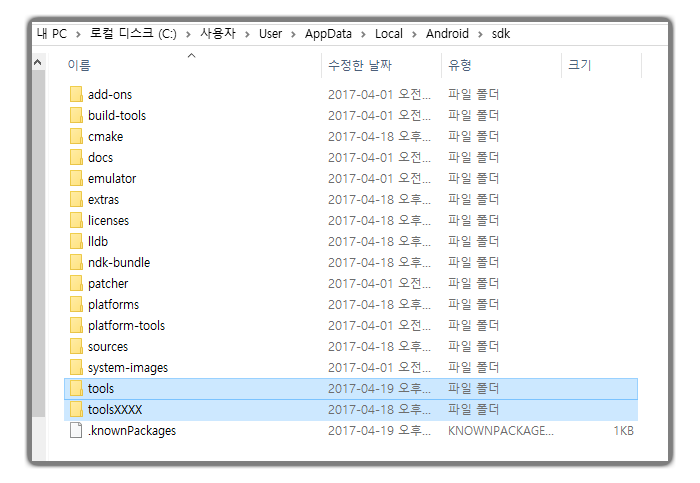 내 PC > 로컬 디스크 (C:) > 사용자 > User > AppData > Local > Android > sdk
이름 수정한 날짜 유형 크기
add-ons 2017-04-01 오전... 파일 폴더
build-tools 2017-04-01 오전... 파일 폴더
cmake 2017-04-18 오후... 파일 폴더
docs 2017-04-01 오전... 파일 폴더
emulator 2017-04-01 오전... 파일 폴더
extras 2017-04-18 오후... 파일 폴더
licenses 2017-04-18 오후... 파일 폴더
lldb 2017-04-18 오후... 파일 폴더
ndk-bundle 2017-04-18 오후... 파일 폴더
patcher 2017-04-01 오전... 파일 폴더
platforms 2017-04-18 오후... 파일 폴더
platform-tools 2017-04-01 오전... 파일 폴더
sources 2017-04-18 오후... 파일 폴더
system-images 2017-04-01 오전... 파일 폴더
tools 2017-04-19 오후... 파일 폴더
toolsXXXX 2017-04-18 오후... 파일 폴더
.knownPackages 2017-04-19 오후... KNOWNPACKAGE... 1KB